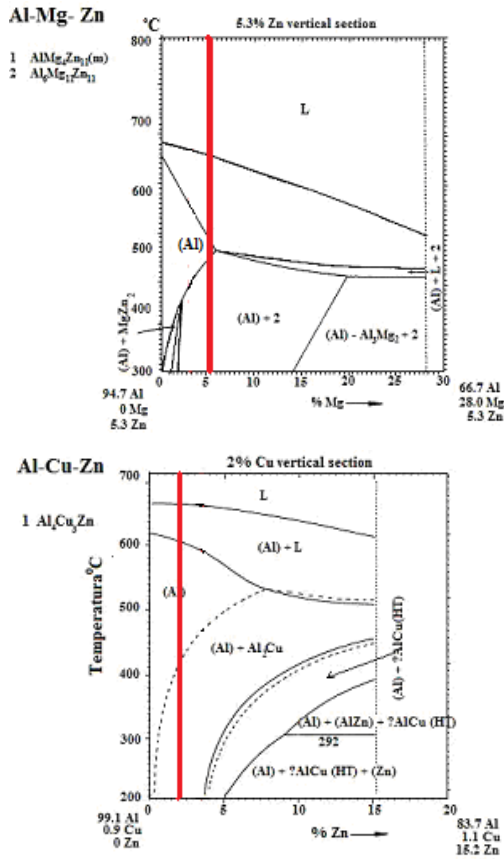 Al-Mg- Zn
°C
5.3% Zn vertical section
1 AlMg₄Zn₁₁(m)
2 Al₆Mg₁₁Zn₁₁
800
700
600
500
400
300
L
(Al)
(Al) + MgZn₂
(Al) + 2
(Al) - Al₃Mg₂ + 2
(Al) + L + 2
0 5 10 15 20 25 30
% Mg
94.7 Al
0 Mg
5.3 Zn
66.7 Al
28.0 Mg
5.3 Zn
Al-Cu-Zn
2% Cu vertical section
1 Al₄Cu₃Zn
Temperatura°C
700
600
500
400
300
200
L
(Al) + L
(Al
(Al) + Al₂Cu
(Al) + ?AlCu(HT)
(Al) + (AlZn) + ?AlCu (HT)
292
(Al) + ?AlCu (HT) + (Zn)
0 5 10 15 20
% Zn
99.1 Al
0.9 Cu
0 Zn
83.7 Al
1.1 Cu
15.2 Zn